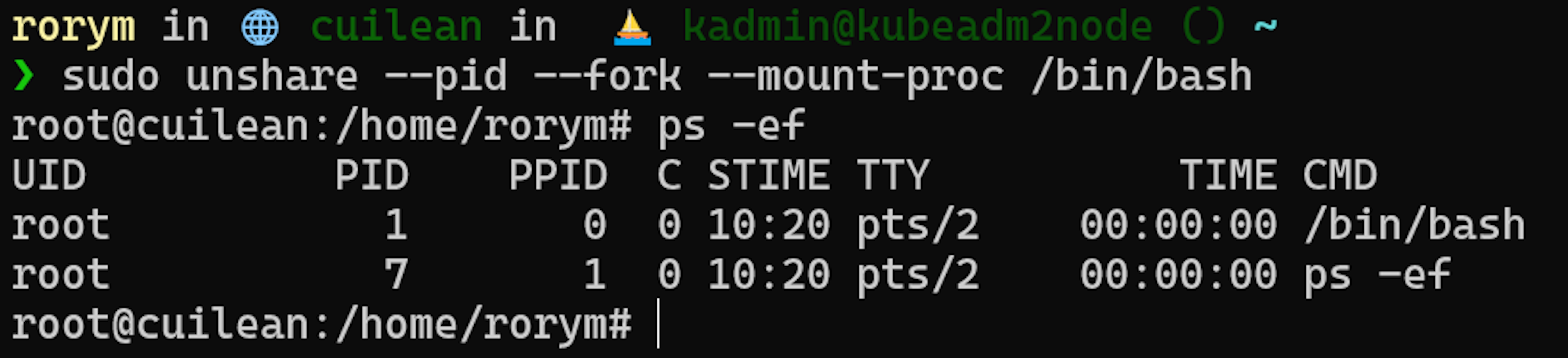 rorym in 🌐 cuilean in ⛵ kadmin@kubeadm2node () ~
❯ sudo unshare --pid --fork --mount-proc /bin/bash
root@cuilean:/home/rorym# ps -ef
UID          PID    PPID  C STIME TTY          TIME CMD
root           1       0  0 10:20 pts/2    00:00:00 /bin/bash
root           7       1  0 10:20 pts/2    00:00:00 ps -ef
root@cuilean:/home/rorym#